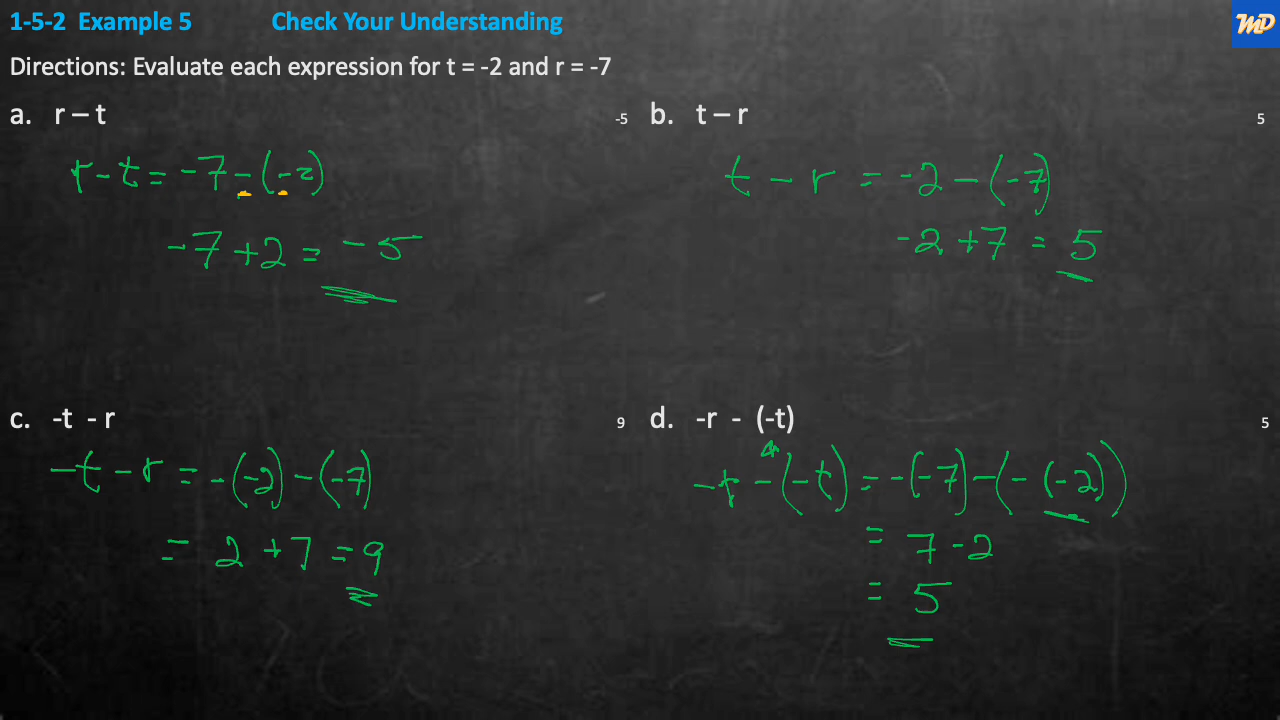 1-5-2 Example 5 Check Your Understanding
MD
Directions: Evaluate each expression for t = -2 and r = -7
a. r – t -5
r - t = -7 - (-2)
-7 + 2 = -5
b. t – r 5
t - r = -2 - (-7)
-2 + 7 = 5
c. -t - r 9
-t - r = -(-2) - (-7)
= 2 + 7 = 9
d. -r - (-t) 5
-r - (-t) = -(-7) - (-(-2))
= 7 - 2
= 5